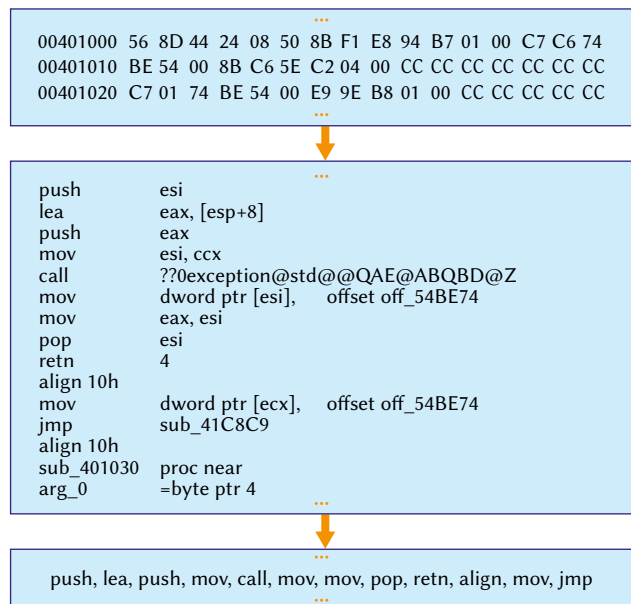 ...
00401000 56 8D 44 24 08 50 8B F1 E8 94 B7 01 00 C7 C6 74
00401010 BE 54 00 8B C6 5E C2 04 00 CC CC CC CC CC CC CC
00401020 C7 01 74 BE 54 00 E9 9E B8 01 00 CC CC CC CC CC
...
...
push esi
lea eax, [esp+8]
push eax
mov esi, ccx
call ??0exception@std@@QAE@ABQBD@Z
mov dword ptr [esi], offset off_54BE74
mov eax, esi
pop esi
retn 4
align 10h
mov dword ptr [ecx], offset off_54BE74
jmp sub_41C8C9
align 10h
sub_401030 proc near
arg_0 =byte ptr 4
...
...
push, lea, push, mov, call, mov, mov, pop, retn, align, mov, jmp
...